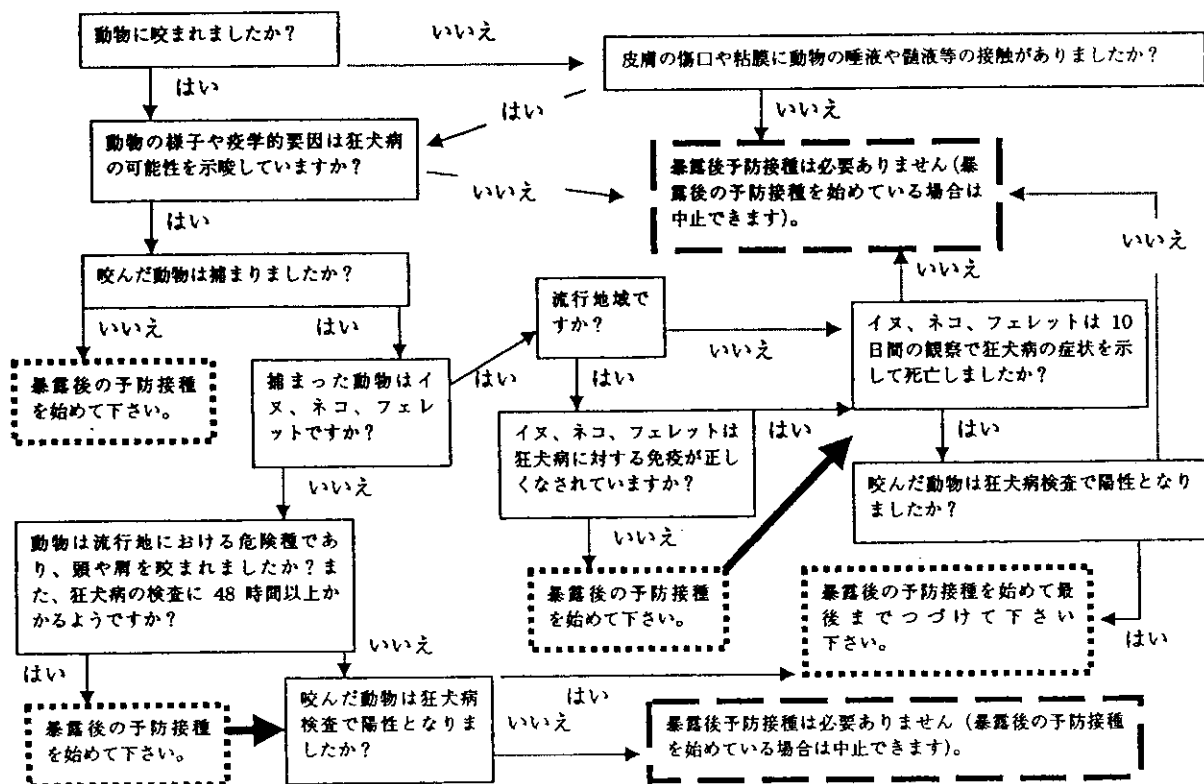 動物に咬まれましたか?
いいえ
皮膚の傷口や粘膜に動物の唾液や髄液等の接触がありましたか?
はい
はい
いいえ
動物の様子や疫学的要因は狂犬病
の可能性を示唆していますか?
いいえ
暴露後予防接種は必要ありません(暴
露後の予防接種を始めている場合は
中止できます)。
はい
いいえ
咬んだ動物は捕まりましたか?
いいえ
はい
流行地域で
すか?
いいえ
イヌ、ネコ、フェレットは 10
日間の観察で狂犬病の症状を示
して死亡しましたか?
いいえ
暴露後の予防接種
を始めて下さい。
捕まった動物はイ
ヌ、ネコ、フェレ
ットですか?
はい
はい
はい
はい
イヌ、ネコ、フェレットは
狂犬病に対する免疫が正し
くなされていますか?
咬んだ動物は狂犬病検査で陽性となり
ましたか?
いいえ
いいえ
動物は流行地における危険種であ
り、頭や肩を咬まれましたか?ま
た、狂犬病の検査に 48 時間以上か
かるようですか?
暴露後の予防接種
を始めて下さい。
暴露後の予防接種を始めて最
後までつづけて下さい
下さい。
はい
はい
いいえ
暴露後の予防接種
を始めて下さい。
咬んだ動物は狂犬病
検査で陽性となりま
したか?
はい
いいえ
暴露後予防接種は必要ありません(暴露後の予防接種
を始めている場合は中止できます)。